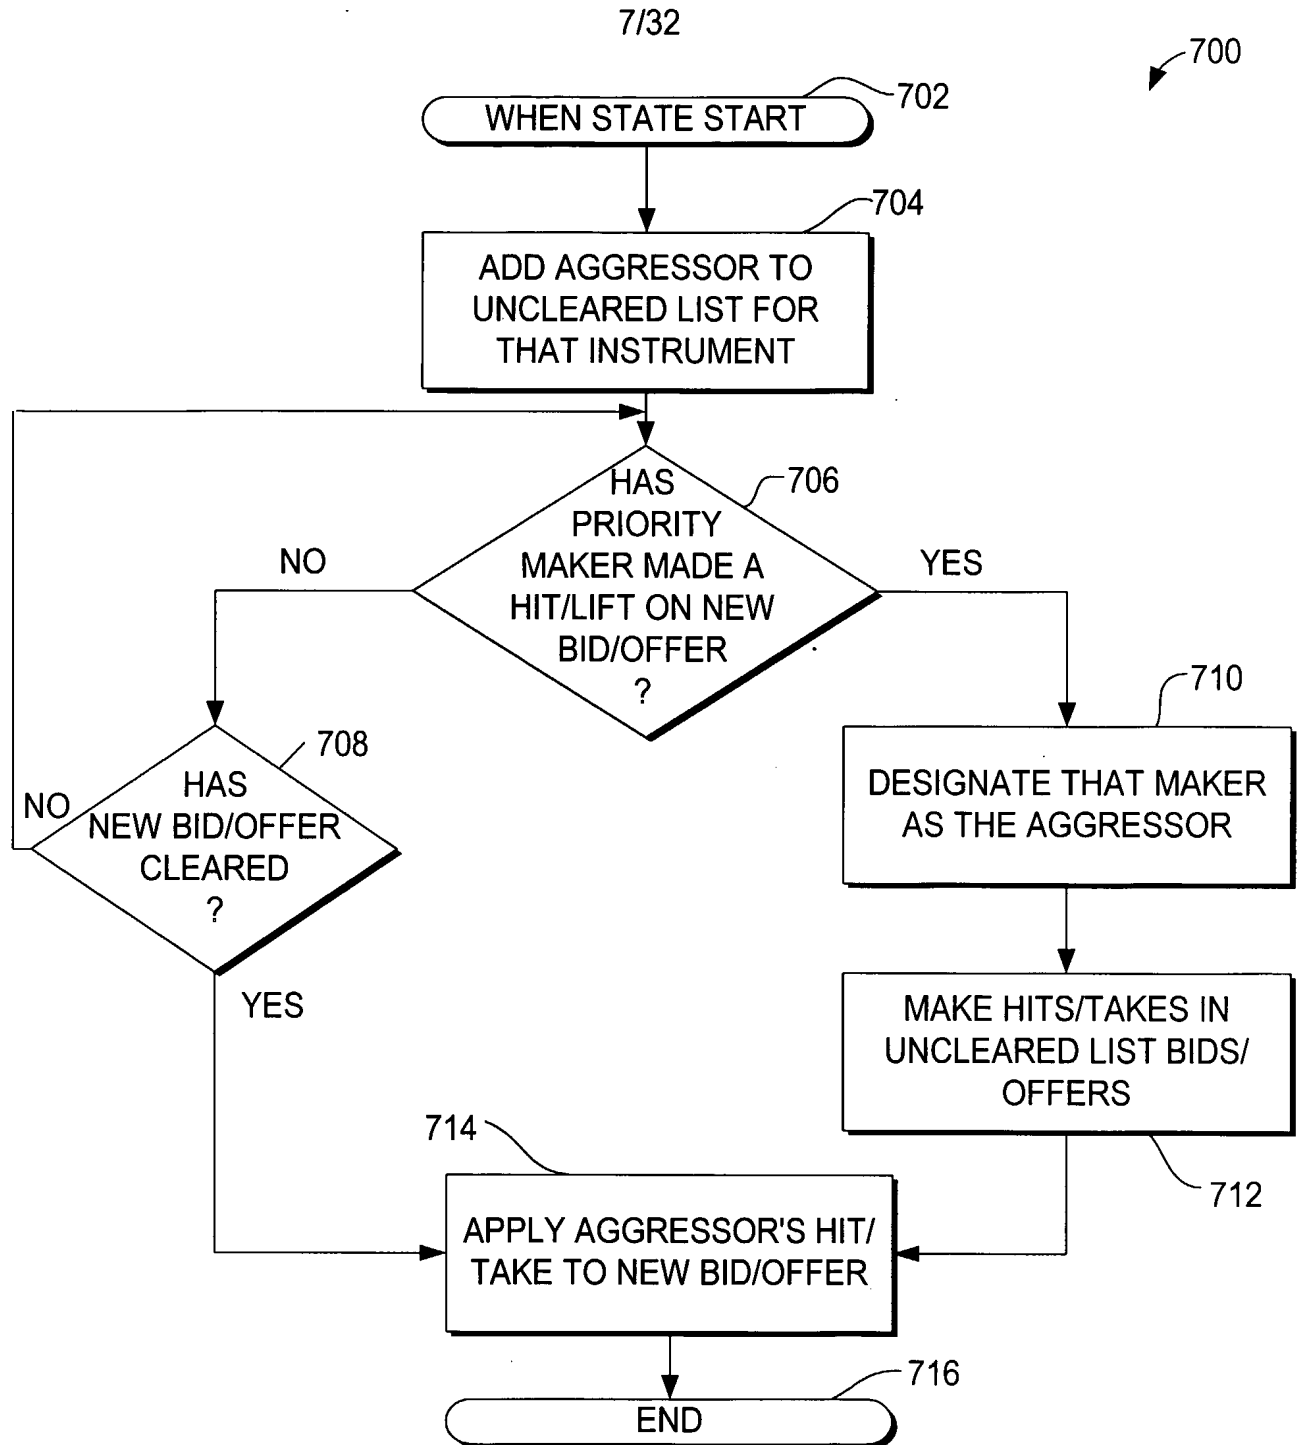 7/32
700
702
WHEN STATE START
704
ADD AGGRESSOR TO
UNCLEARED LIST FOR
THAT INSTRUMENT
706
HAS
PRIORITY
MAKER MADE A
HIT/LIFT ON NEW
BID/OFFER
?
NO
YES
708
HAS
NEW BID/OFFER
CLEARED
?
NO
YES
710
DESIGNATE THAT MAKER
AS THE AGGRESSOR
MAKE HITS/TAKES IN
UNCLEARED LIST BIDS/
OFFERS
712
714
APPLY AGGRESSOR'S HIT/
TAKE TO NEW BID/OFFER
716
END